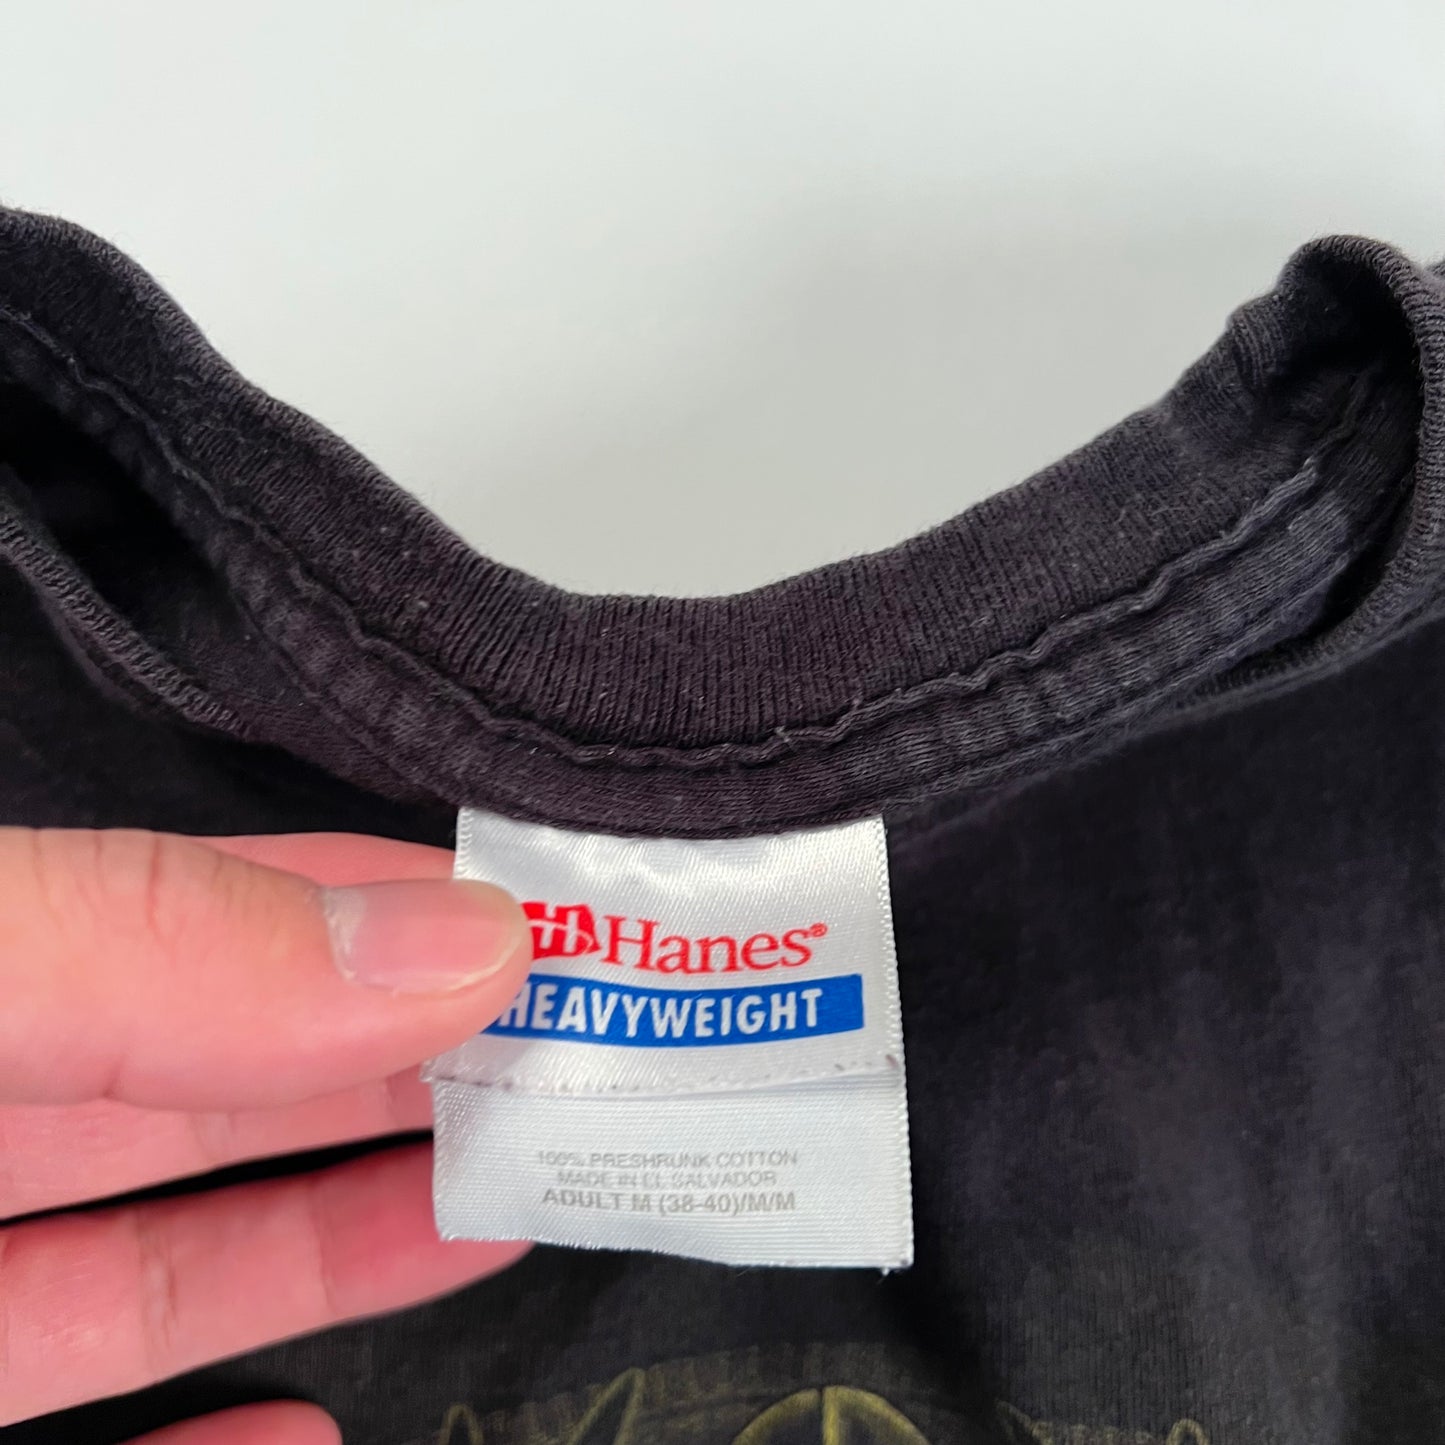 Hanes®
HEAVYWEIGHT
100% PRESHRUNK COTTON
MADE IN EL SALVADOR
ADULT M (38-40)/M/M